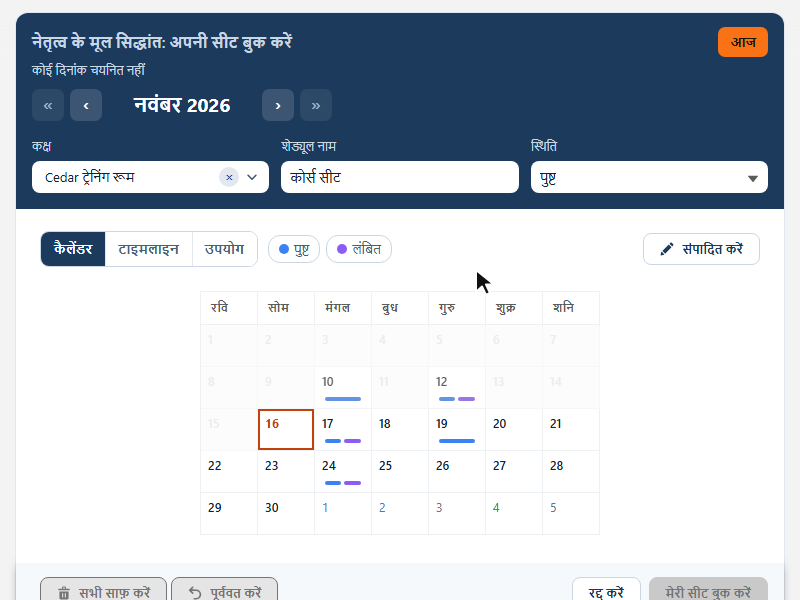 नेतृत्व के मूल सिद्धांत: अपनी सीट बुक करें
आज
कोई दिनांक चयनित नहीं
« ‹ नवंबर 2026 › »
कक्ष शेड्यूल नाम स्थिति
Cedar ट्रेनिंग रूम × कोर्स सीट पुष्ट
कैलेंडर टाइमलाइन उपयोग पुष्ट लंबित संपादित करें
रवि सोम मंगल बुध गुरु शुक्र शनि
1 2 3 4 5 6 7
8 9 10 11 12 13 14
15 16 17 18 19 20 21
22 23 24 25 26 27 28
29 30 1 2 3 4 5
सभी साफ़ करें पूर्ववत करें रद्द करें मेरी सीट बुक करें